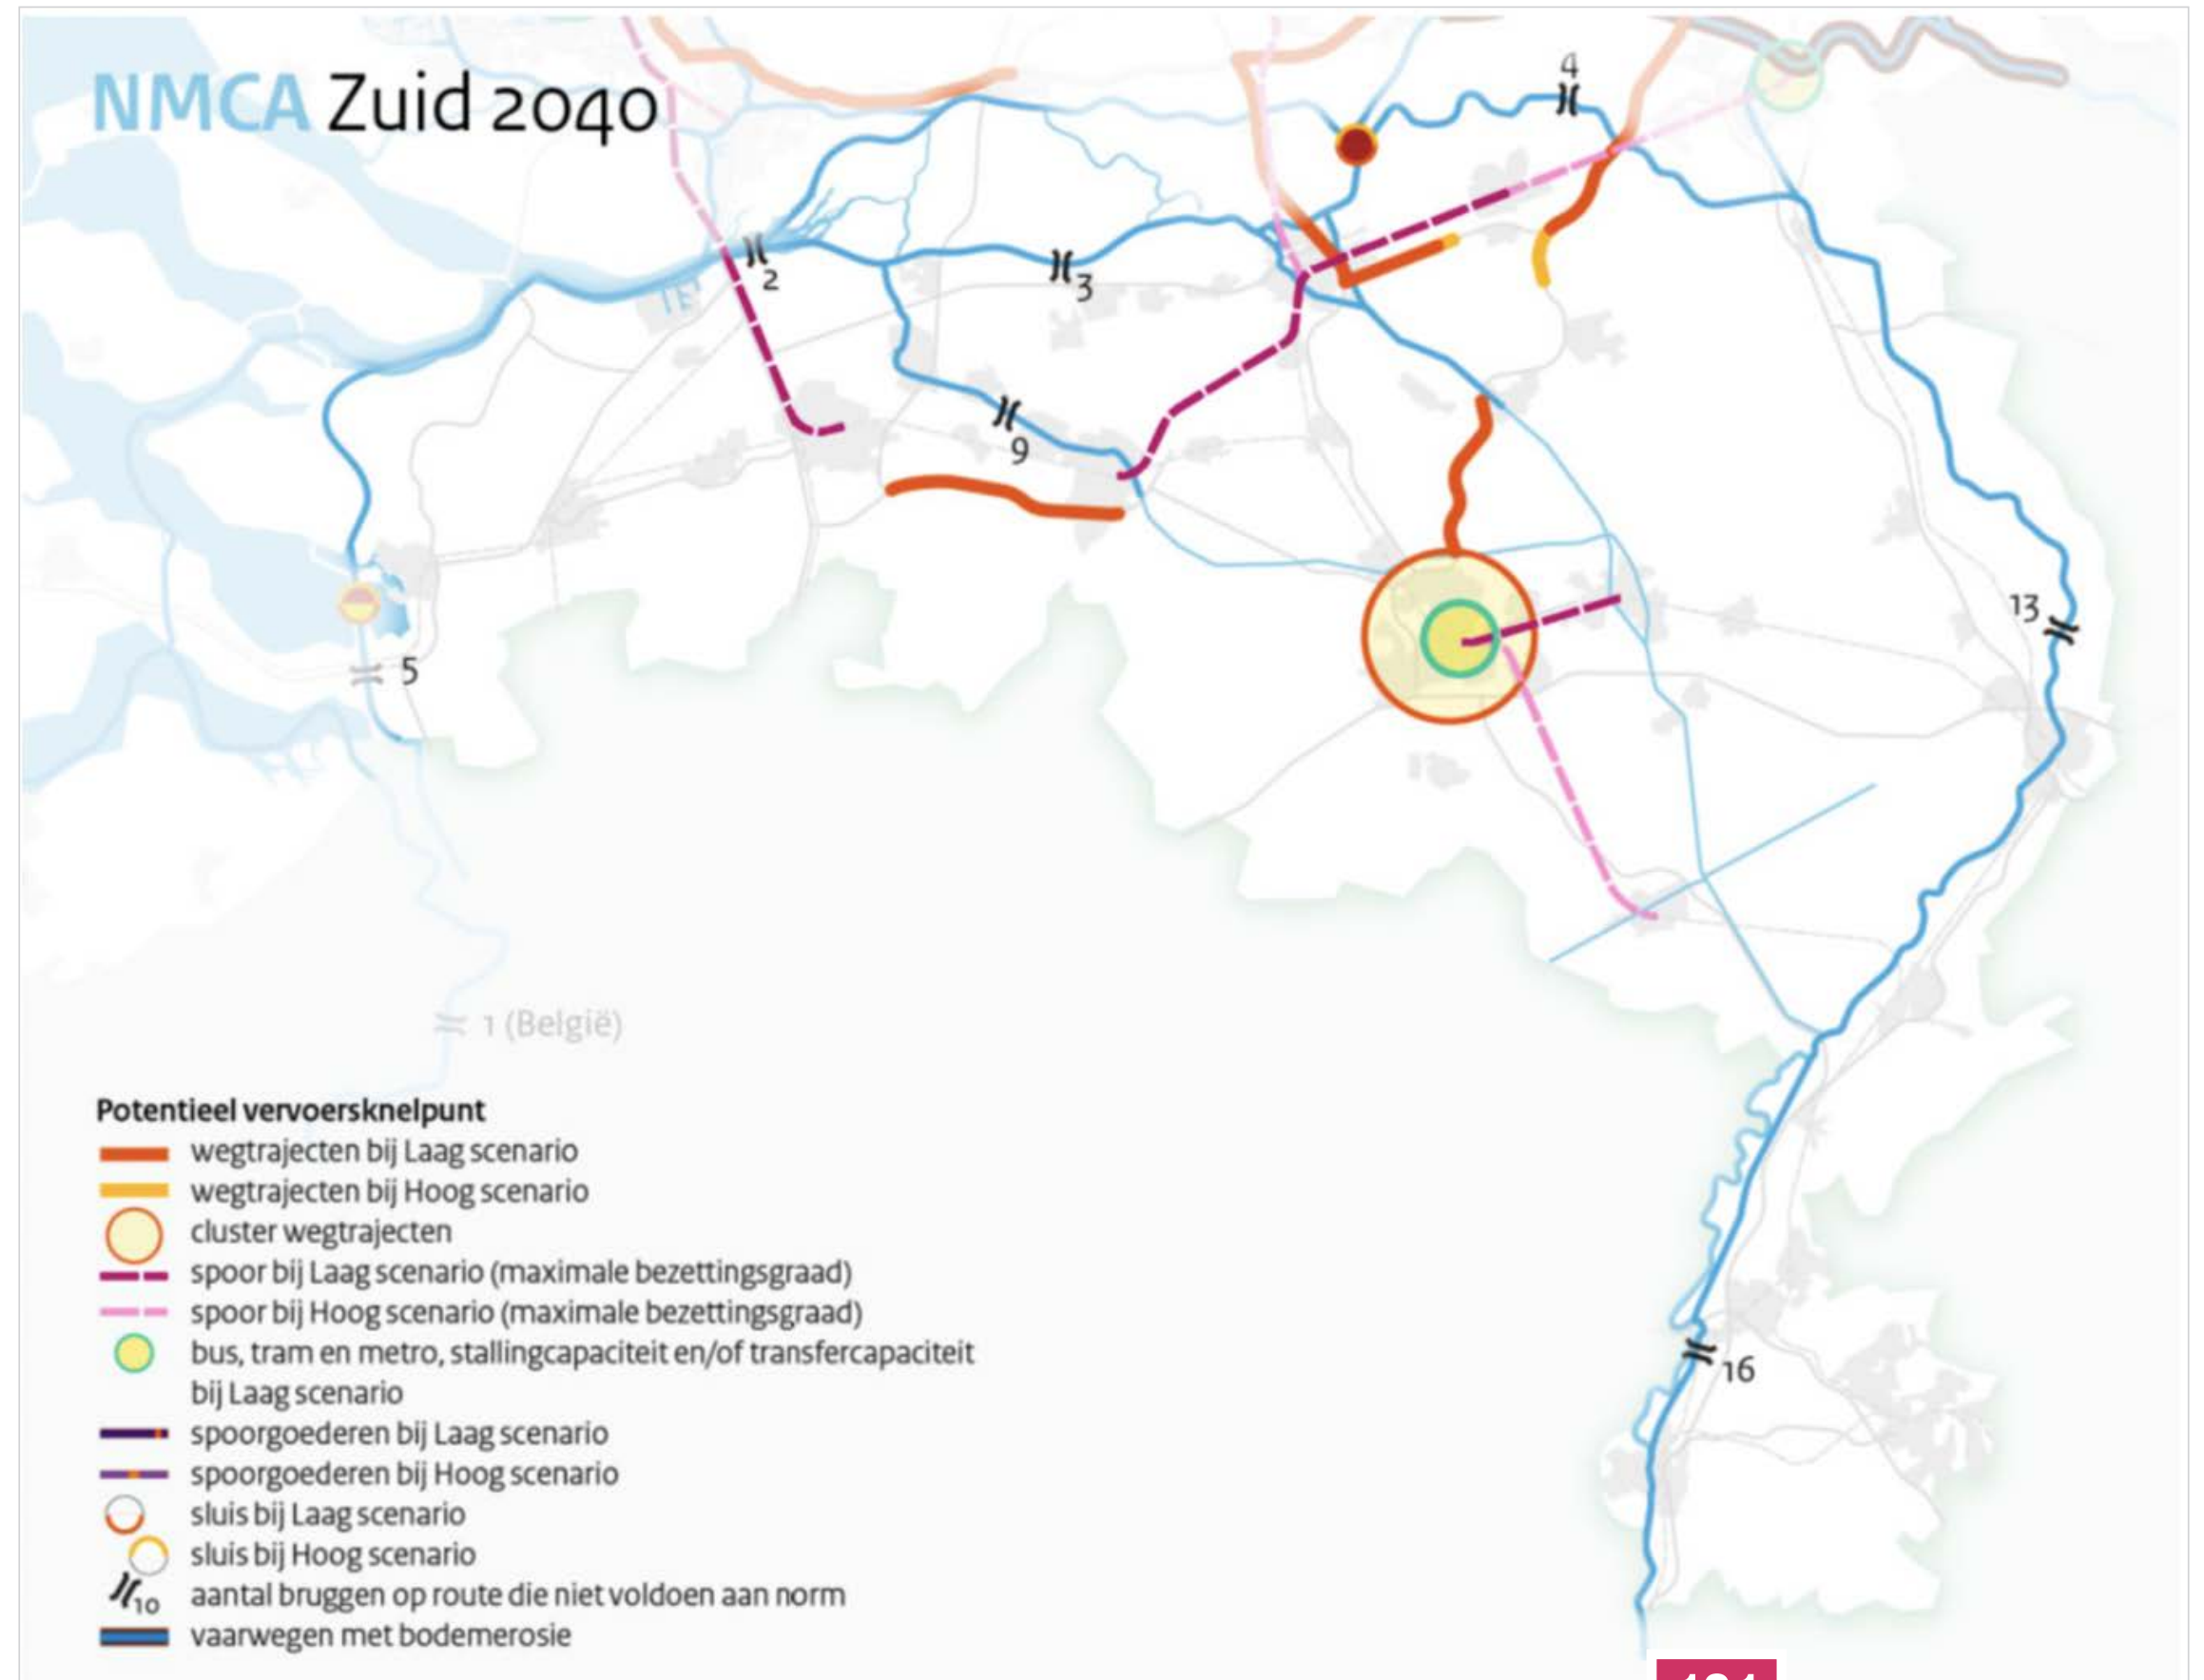 NMCA Zuid 2040
4
2
3
9
5
13
1 (België)
16
Potentieel vervoersknelpunt
wegtrajecten bij Laag scenario
wegtrajecten bij Hoog scenario
cluster wegtrajecten
spoor bij Laag scenario (maximale bezettingsgraad)
spoor bij Hoog scenario (maximale bezettingsgraad)
bus, tram en metro, stallingcapaciteit en/of transfercapaciteit
bij Laag scenario
spoorgoederen bij Laag scenario
spoorgoederen bij Hoog scenario
sluis bij Laag scenario
sluis bij Hoog scenario
10 aantal bruggen op route die niet voldoen aan norm
vaarwegen met bodemerosie